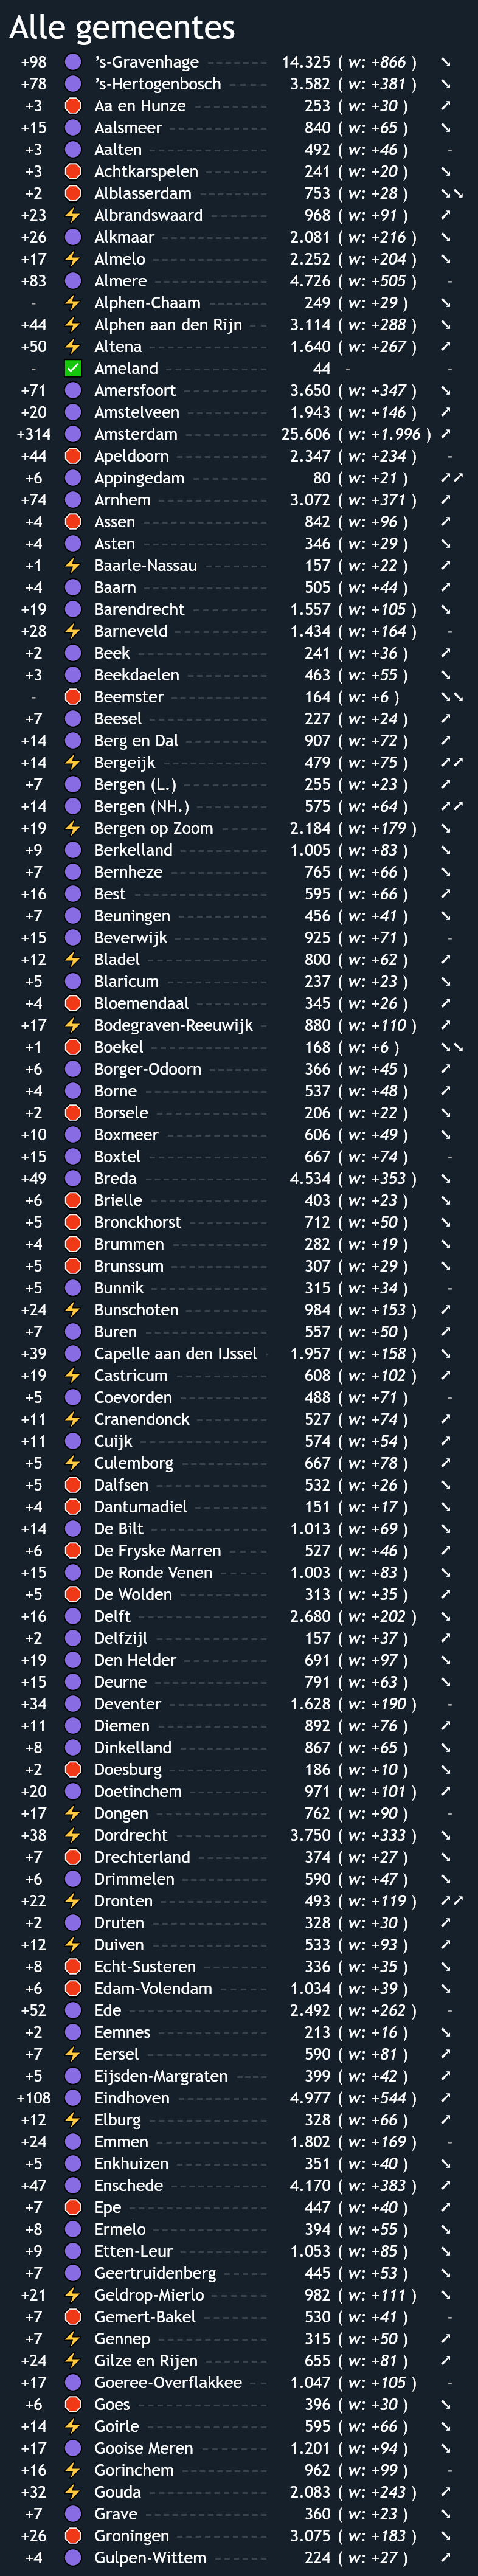 Alle gemeentes
+98 's-Gravenhage 14.325 ( w: +866 )
+78 's-Hertogenbosch 3.582 ( w: +381 )
+3 Aa en Hunze 253 ( w: +30 )
+15 Aalsmeer 840 ( w: +65 )
+3 Aalten 492 ( w: +46 ) -
+3 Achtkarspelen 241 ( w: +20 )
+2 Alblasserdam 753 ( w: +28 )
+23 Albrandswaard 968 ( w: +91 )
+26 Alkmaar 2.081 ( w: +216 )
+17 Almelo 2.252 ( w: +204 )
+83 Almere 4.726 ( w: +505 ) -
- Alphen-Chaam 249 ( w: +29 )
+44 Alphen aan den Rijn 3.114 ( w: +288 )
+50 Altena 1.640 ( w: +267 )
- Ameland 44 - -
+71 Amersfoort 3.650 ( w: +347 )
+20 Amstelveen 1.943 ( w: +146 )
+314 Amsterdam 25.606 ( w: +1.996 )
+44 Apeldoorn 2.347 ( w: +234 ) -
+6 Appingedam 80 ( w: +21 )
+74 Arnhem 3.072 ( w: +371 )
+4 Assen 842 ( w: +96 )
+4 Asten 346 ( w: +29 )
+1 Baarle-Nassau 157 ( w: +22 )
+4 Baarn 505 ( w: +44 )
+19 Barendrecht 1.557 ( w: +105 )
+28 Barneveld 1.434 ( w: +164 ) -
+2 Beek 241 ( w: +36 )
+3 Beekdaelen 463 ( w: +55 )
- Beemster 164 ( w: +6 )
+7 Beesel 227 ( w: +24 )
+14 Berg en Dal 907 ( w: +72 )
+14 Bergeijk 479 ( w: +75 )
+7 Bergen (L.) 255 ( w: +23 )
+14 Bergen (NH.) 575 ( w: +64 )
+19 Bergen op Zoom 2.184 ( w: +179 )
+9 Berkelland 1.005 ( w: +83 )
+7 Bernheze 765 ( w: +66 )
+16 Best 595 ( w: +66 )
+7 Beuningen 456 ( w: +41 )
+15 Beverwijk 925 ( w: +71 ) -
+12 Bladel 800 ( w: +62 )
+5 Blaricum 237 ( w: +23 )
+4 Bloemendaal 345 ( w: +26 )
+17 Bodegraven-Reeuwijk 880 ( w: +110 )
+1 Boekel 168 ( w: +6 )
+6 Borger-Odoorn 366 ( w: +45 )
+4 Borne 537 ( w: +48 )
+2 Borsele 206 ( w: +22 )
+10 Boxmeer 606 ( w: +49 )
+15 Boxtel 667 ( w: +74 ) -
+49 Breda 4.534 ( w: +353 )
+6 Brielle 403 ( w: +23 )
+5 Bronckhorst 712 ( w: +50 )
+4 Brummen 282 ( w: +19 )
+5 Brunssum 307 ( w: +29 )
+5 Bunnik 315 ( w: +34 ) -
+24 Bunschoten 984 ( w: +153 )
+7 Buren 557 ( w: +50 )
+39 Capelle aan den IJssel 1.957 ( w: +158 )
+19 Castricum 608 ( w: +102 )
+5 Coevorden 488 ( w: +71 ) -
+11 Cranendonck 527 ( w: +74 )
+11 Cuijk 574 ( w: +54 )
+5 Culemborg 667 ( w: +78 )
+5 Dalfsen 532 ( w: +26 )
+4 Dantumadiel 151 ( w: +17 )
+14 De Bilt 1.013 ( w: +69 )
+6 De Fryske Marren 527 ( w: +46 )
+15 De Ronde Venen 1.003 ( w: +83 )
+5 De Wolden 313 ( w: +35 )
+16 Delft 2.680 ( w: +202 )
+2 Delfzijl 157 ( w: +37 )
+19 Den Helder 691 ( w: +97 )
+15 Deurne 791 ( w: +63 )
+34 Deventer 1.628 ( w: +190 ) -
+11 Diemen 892 ( w: +76 )
+8 Dinkelland 867 ( w: +65 )
+2 Doesburg 186 ( w: +10 )
+20 Doetinchem 971 ( w: +101 )
+17 Dongen 762 ( w: +90 ) -
+38 Dordrecht 3.750 ( w: +333 )
+7 Drechterland 374 ( w: +27 )
+6 Drimmelen 590 ( w: +47 )
+22 Dronten 493 ( w: +119 )
+2 Druten 328 ( w: +30 )
+12 Duiven 533 ( w: +93 )
+8 Echt-Susteren 336 ( w: +35 )
+6 Edam-Volendam 1.034 ( w: +39 )
+52 Ede 2.492 ( w: +262 ) -
+2 Eemnes 213 ( w: +16 )
+7 Eersel 590 ( w: +81 )
+5 Eijsden-Margraten 399 ( w: +42 )
+108 Eindhoven 4.977 ( w: +544 )
+12 Elburg 328 ( w: +66 )
+24 Emmen 1.802 ( w: +169 ) -
+5 Enkhuizen 351 ( w: +40 )
+47 Enschede 4.170 ( w: +383 )
+7 Epe 447 ( w: +40 )
+8 Ermelo 394 ( w: +55 )
+9 Etten-Leur 1.053 ( w: +85 )
+7 Geertruidenberg 445 ( w: +53 )
+21 Geldrop-Mierlo 982 ( w: +111 )
+7 Gemert-Bakel 530 ( w: +41 ) -
+7 Gennep 315 ( w: +50 )
+24 Gilze en Rijen 655 ( w: +81 )
+17 Goeree-Overflakkee 1.047 ( w: +105 ) -
+6 Goes 396 ( w: +30 )
+14 Goirle 595 ( w: +66 )
+17 Gooise Meren 1.201 ( w: +94 )
+16 Gorinchem 962 ( w: +99 ) -
+32 Gouda 2.083 ( w: +243 )
+7 Grave 360 ( w: +23 )
+26 Groningen 3.075 ( w: +183 )
+4 Gulpen-Wittem 224 ( w: +27 )